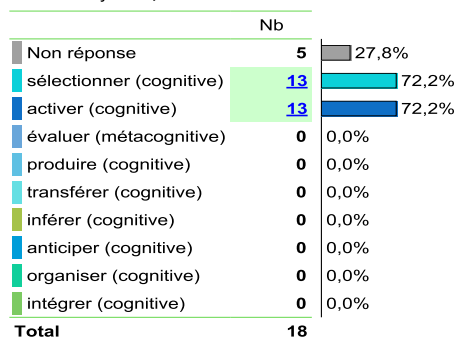 Nb
Non réponse 5 27,8%
sélectionner (cognitive) 13 72,2%
activer (cognitive) 13 72,2%
évaluer (métacognitive) 0 0,0%
produire (cognitive) 0 0,0%
transférer (cognitive) 0 0,0%
inférer (cognitive) 0 0,0%
anticiper (cognitive) 0 0,0%
organiser (cognitive) 0 0,0%
intégrer (cognitive) 0 0,0%
Total 18